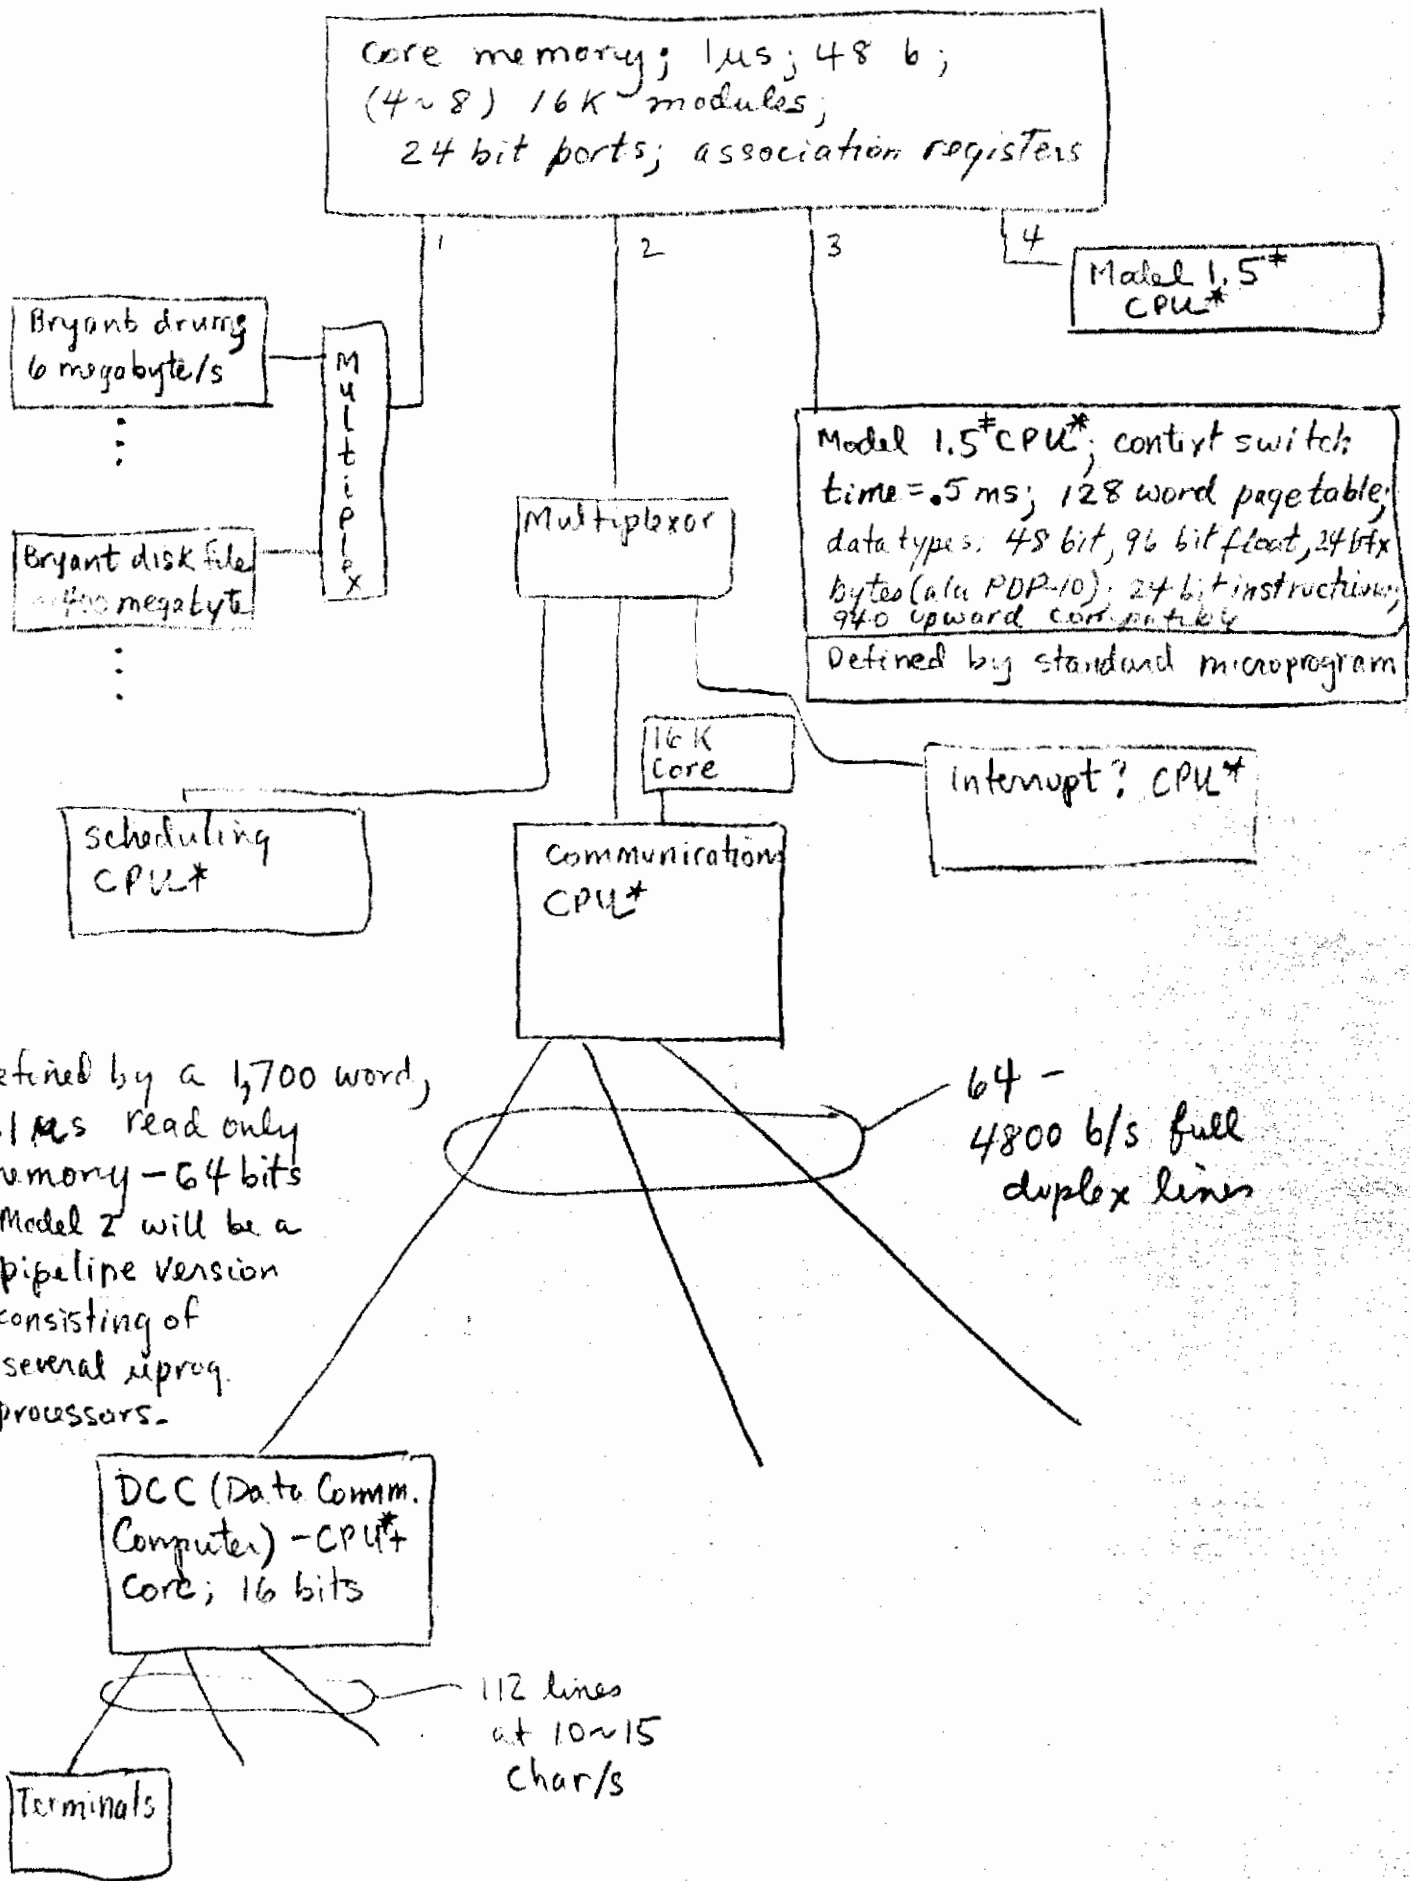 core memory; 1µs; 48 b;
(4~8) 16K modules;
24 bit ports; association registers
1
2
3
4
Model 1.5‡
CPU*
Bryant drums
6 megabyte/s
Multiplex
Bryant disk file
400 megabyte
Multiplexor
Model 1.5‡ CPU*; context switch
time = .5 ms; 128 word page table;
data types: 48 bit, 96 bit float, 24 b fx
bytes (ala PDP-10); 24 bit instructions;
940 upward compatible
Defined by standard microprogram
16 K
Core
Interrupt? CPU*
scheduling
CPU*
Communications
CPU*
efined by a 1,700 word,
.1 µs read only
memory - 64 bits
Model 2 will be a
pipeline version
consisting of
several µprog.
processors.
64 -
4800 b/s full
duplex lines
DCC (Data Comm.
Computer) - CPU* +
Core; 16 bits
112 lines
at 10~15
char/s
Terminals